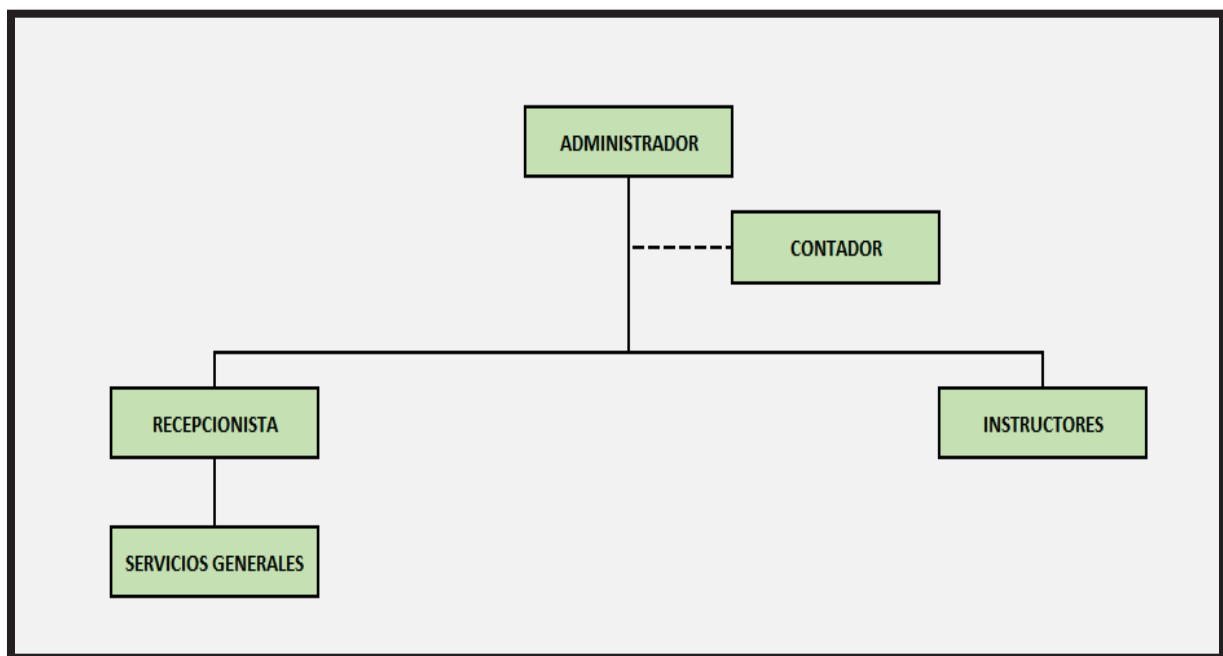 ADMINISTRADOR
CONTADOR
RECEPCIONISTA
INSTRUCTORES
SERVICIOS GENERALES